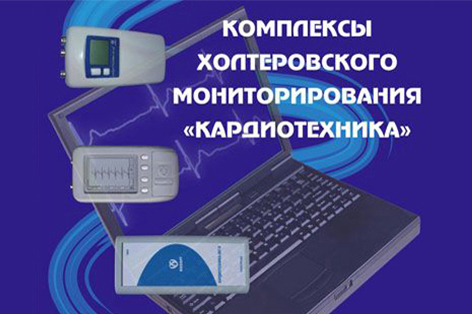 КОМПЛЕКСЫ
ХОЛТЕРОВСКОГО
МОНИТОРИРОВАНИЯ
«КАРДИОТЕХНИКА»